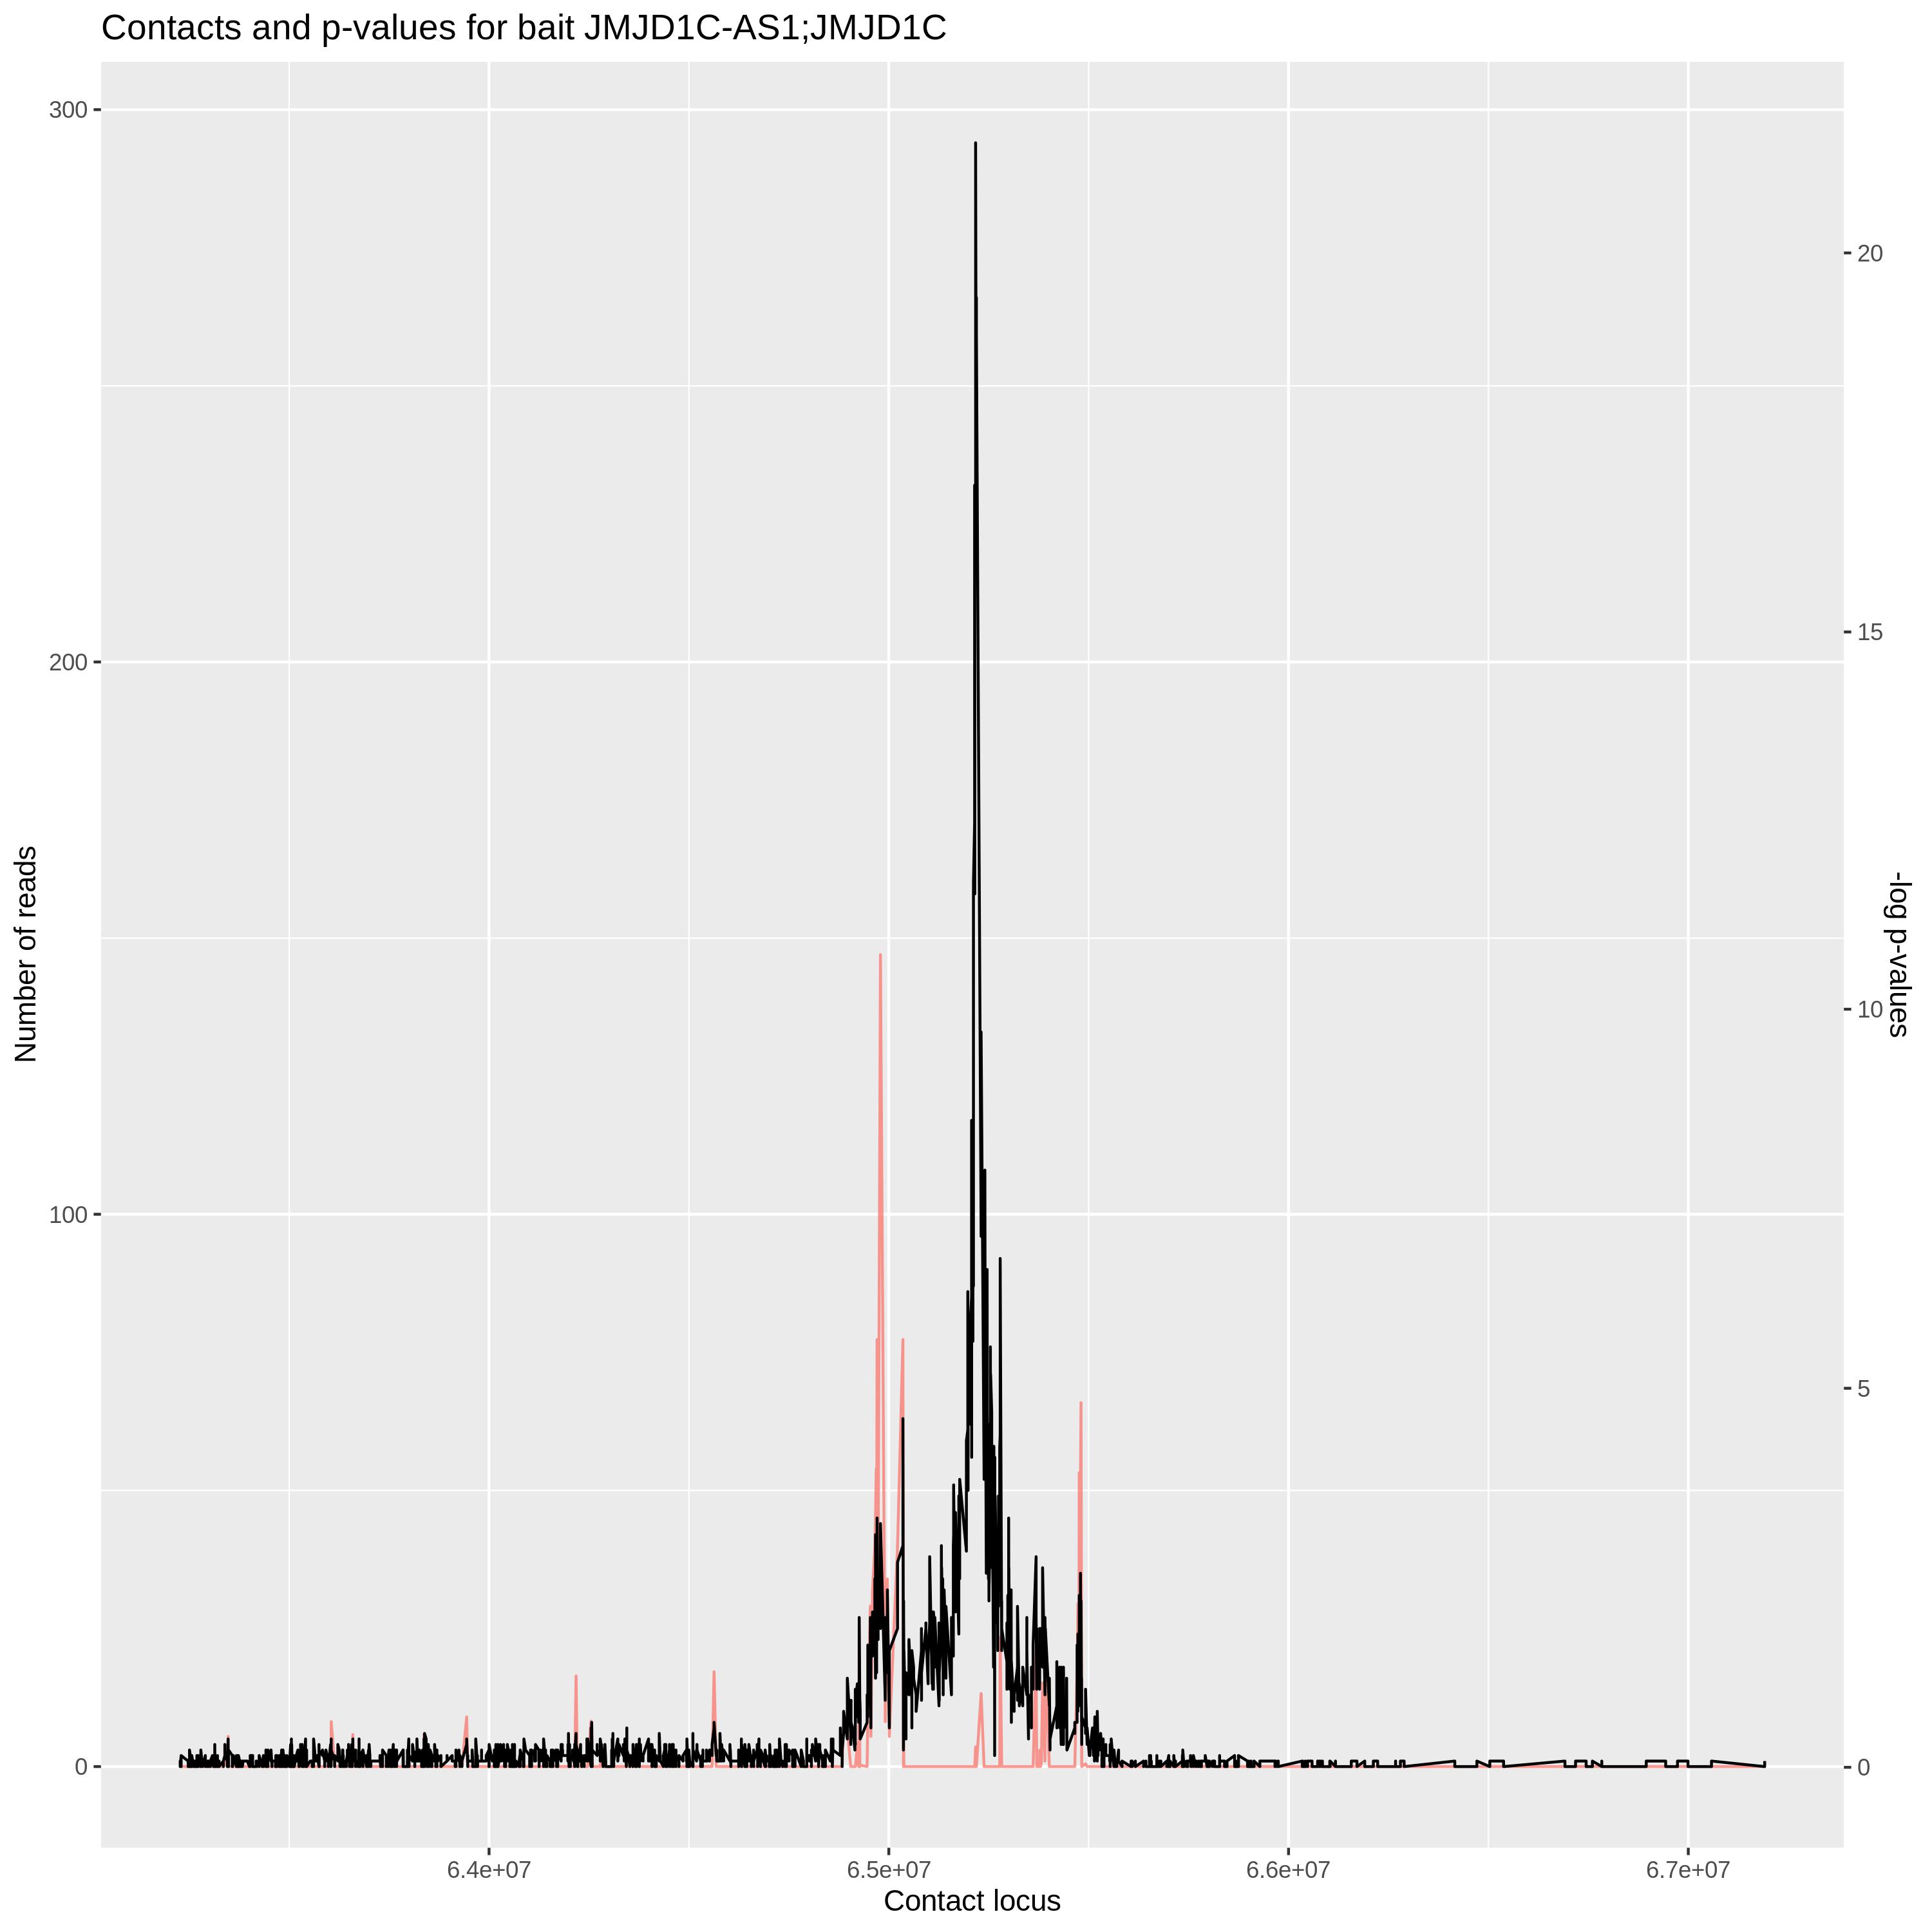 Contacts and p-values for bait JMJD1C-AS1;JMJD1C
300
200
100
0
Number of reads
20
15
10
5
0
-log p-values
6.4e+07
6.5e+07
6.6e+07
6.7e+07
Contact locus